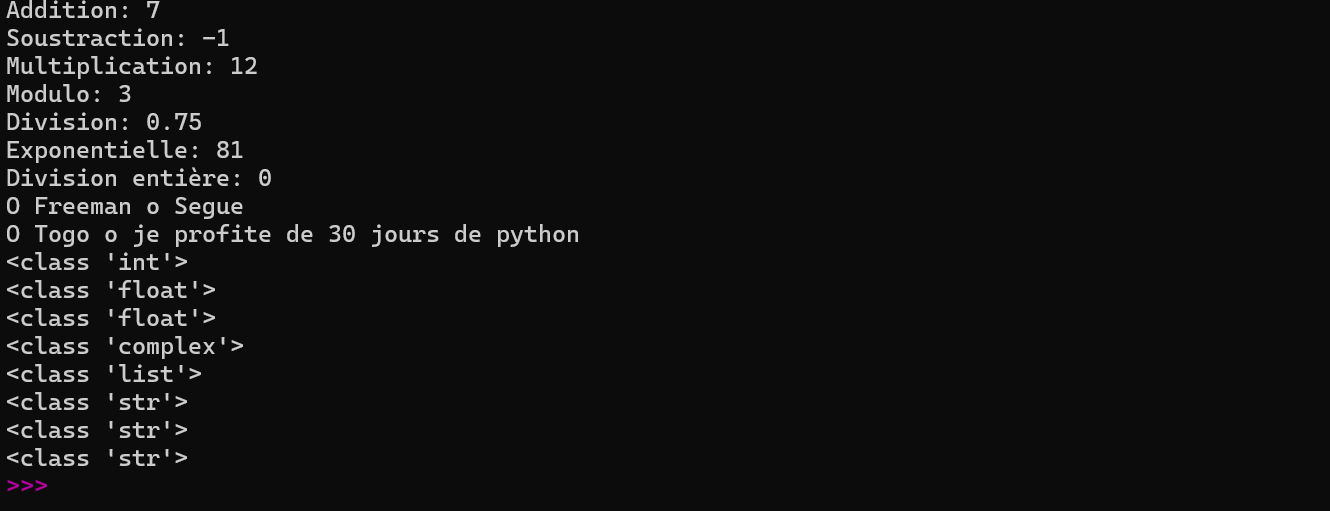 Addition: 7
Soustraction: -1
Multiplication: 12
Modulo: 3
Division: 0.75
Exponentielle: 81
Division entière: 0
O Freeman o Segue
O Togo o je profite de 30 jours de python
<class 'int'>
<class 'float'>
<class 'float'>
<class 'complex'>
<class 'list'>
<class 'str'>
<class 'str'>
<class 'str'>
>>>